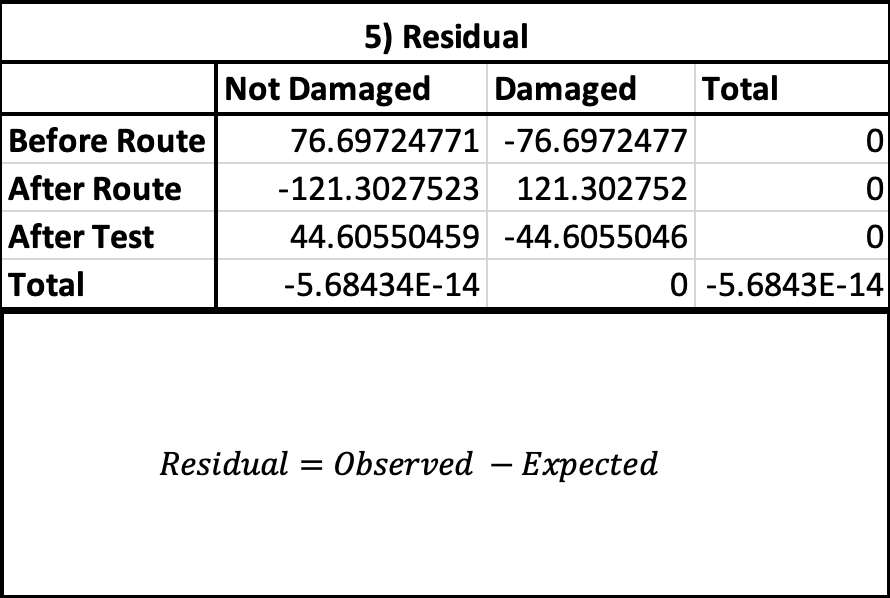 5) Residual
Not Damaged Damaged Total
Before Route 76.69724771 -76.6972477 0
After Route -121.3027523 121.302752 0
After Test 44.60550459 -44.6055046 0
Total -5.68434E-14 0 -5.6843E-14
Residual = Observed − Expected